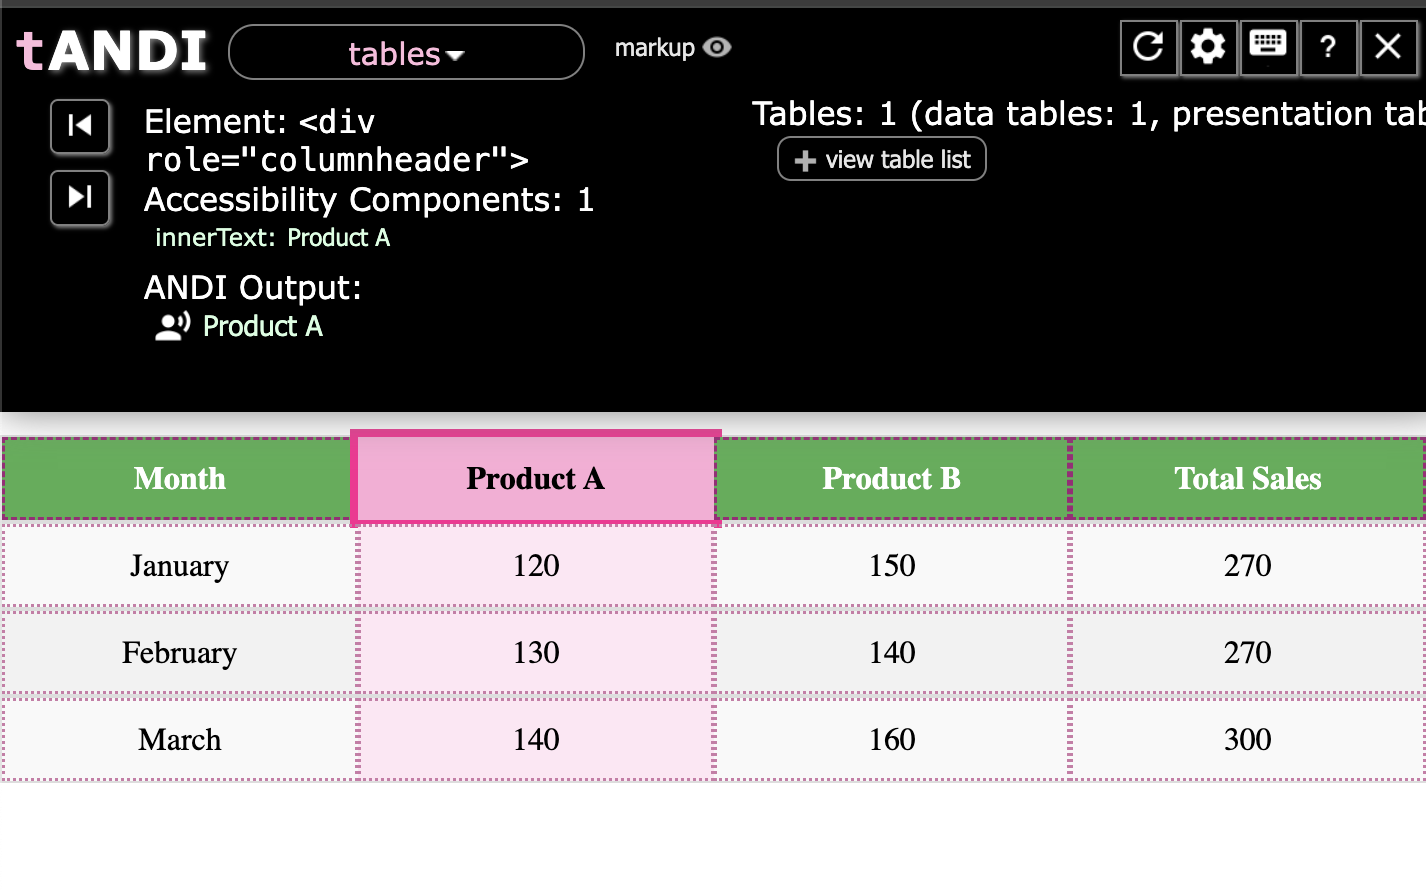 tANDI tables markup ?
Element: <div Tables: 1 (data tables: 1, presentation tab
role="columnheader"> + view table list
Accessibility Components: 1
innerText: Product A
ANDI Output:
Product A
Month Product A Product B Total Sales
January 120 150 270
February 130 140 270
March 140 160 300